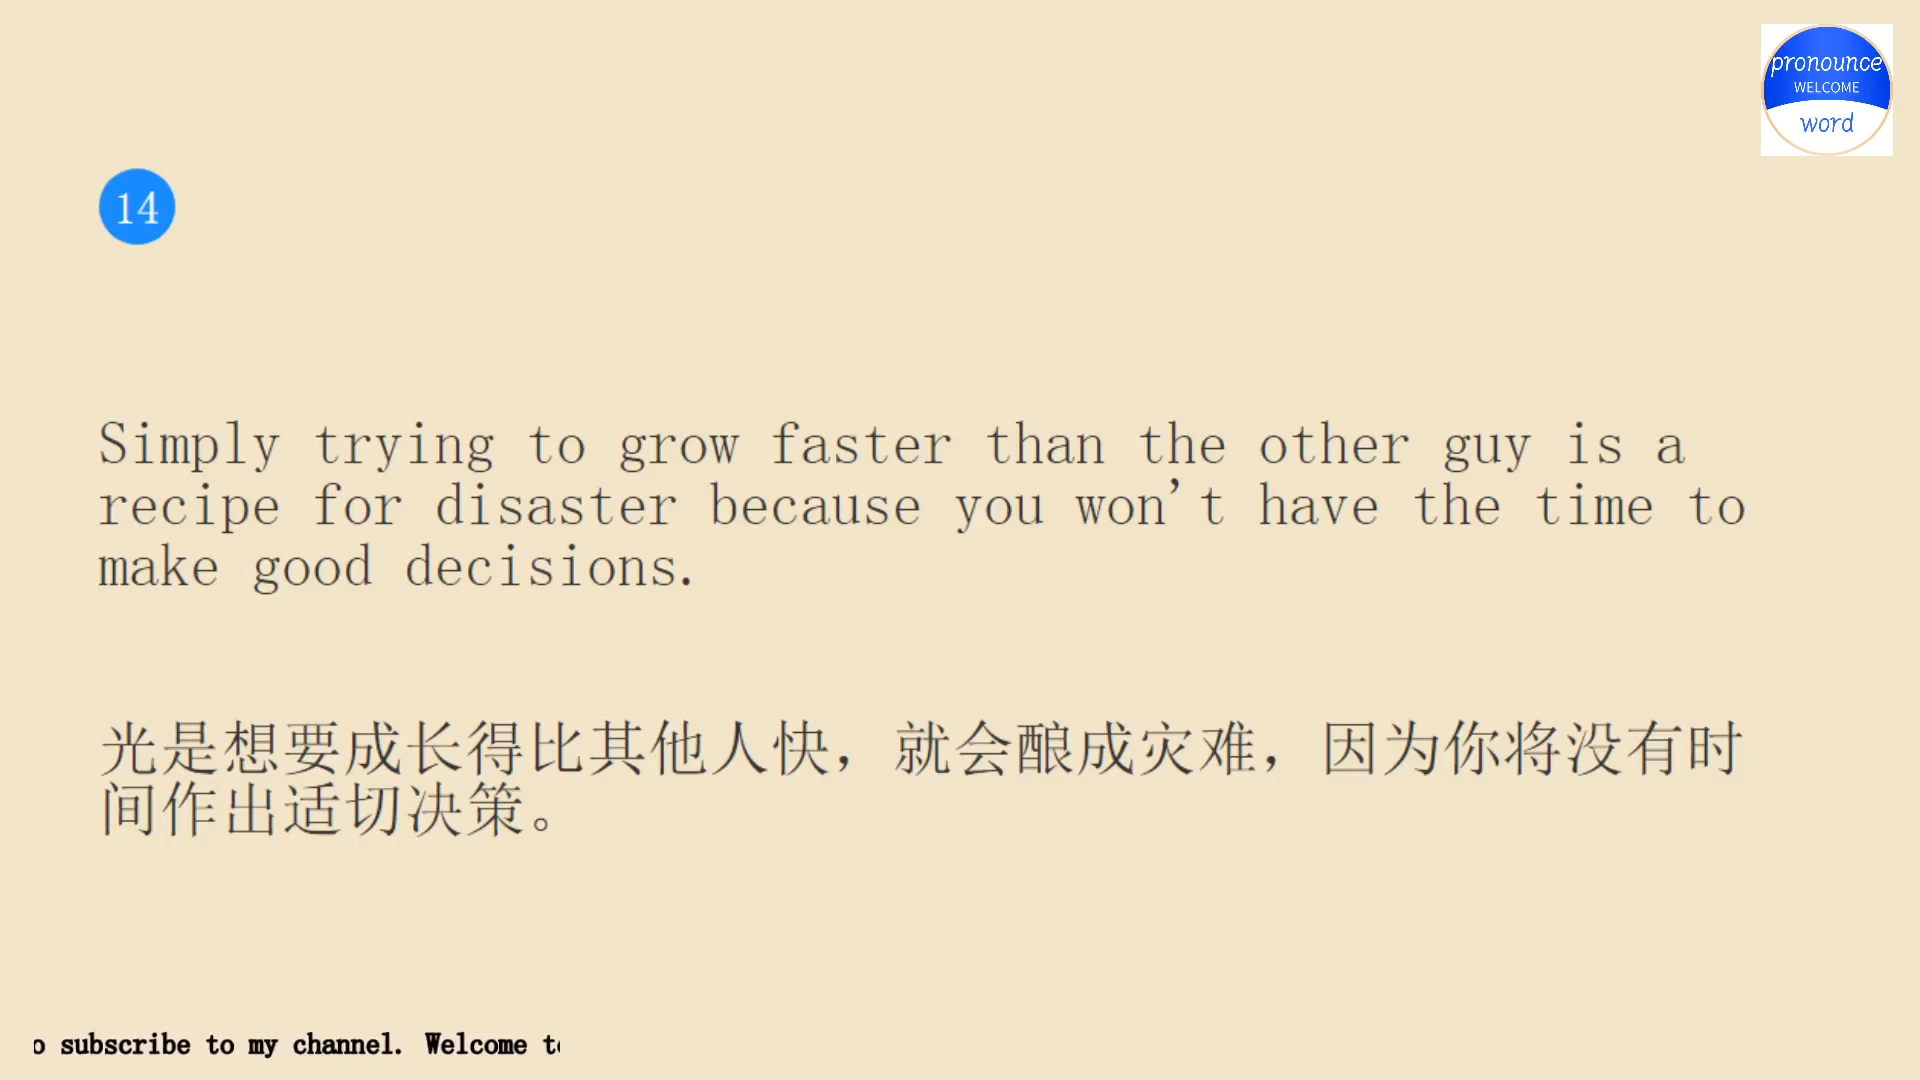 pronounce
WELCOME
word
14
Simply trying to grow faster than the other guy is a
recipe for disaster because you won't have the time to
make good decisions.
光是想要成长得比其他人快，就会酿成灾难，因为你将没有时
间作出适切决策。
o subscribe to my channel. Welcome to